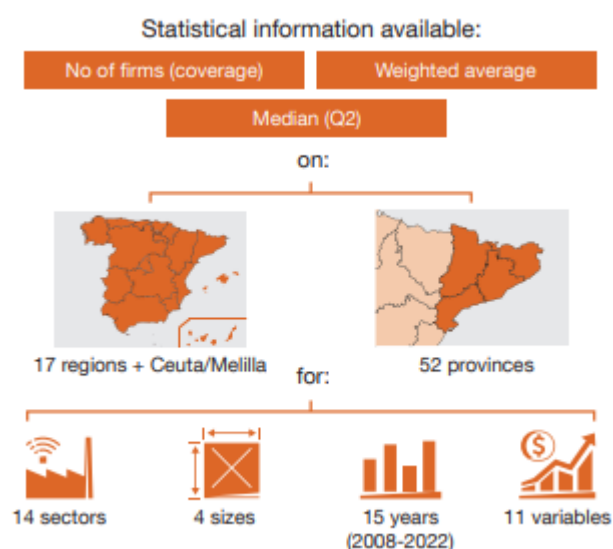 Statistical information available:
No of firms (coverage)
Weighted average
Median (Q2)
on:
17 regions + Ceuta/Melilla
52 provinces
for:
$
14 sectors
4 sizes
15 years
(2008-2022)
11 variables